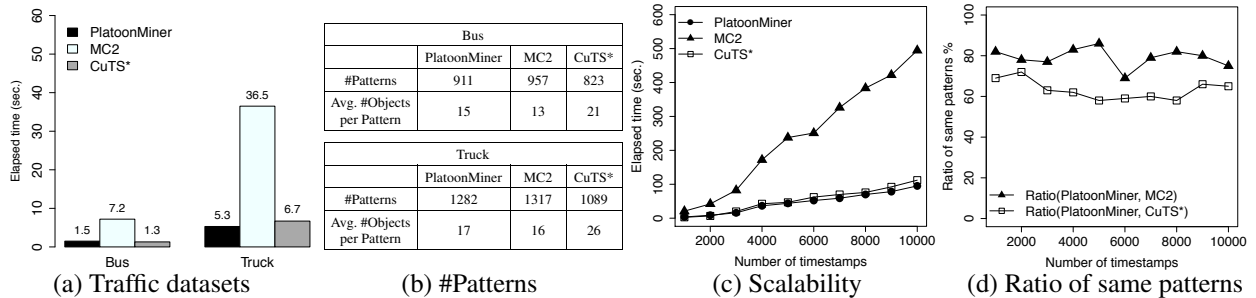 PlatoonMiner
MC2
CuTS*
Elapsed time (sec.)
0 10 20 30 40 50 60
1.5 7.2 1.3
5.3 36.5 6.7
Bus Truck
(a) Traffic datasets
Bus
PlatoonMiner MC2 CuTS*
#Patterns 911 957 823
Avg. #Objects
per Pattern 15 13 21
Truck
PlatoonMiner MC2 CuTS*
#Patterns 1282 1317 1089
Avg. #Objects
per Pattern 17 16 26
(b) #Patterns
PlatoonMiner
MC2
CuTS*
Elapsed time (sec.)
0 100 200 300 400 500 600
2000 4000 6000 8000 10000
Number of timestamps
(c) Scalability
Ratio of same patterns %
0 20 40 60 80 100
Ratio(PlatoonMiner, MC2)
Ratio(PlatoonMiner, CuTS*)
2000 4000 6000 8000 10000
Number of timestamps
(d) Ratio of same patterns